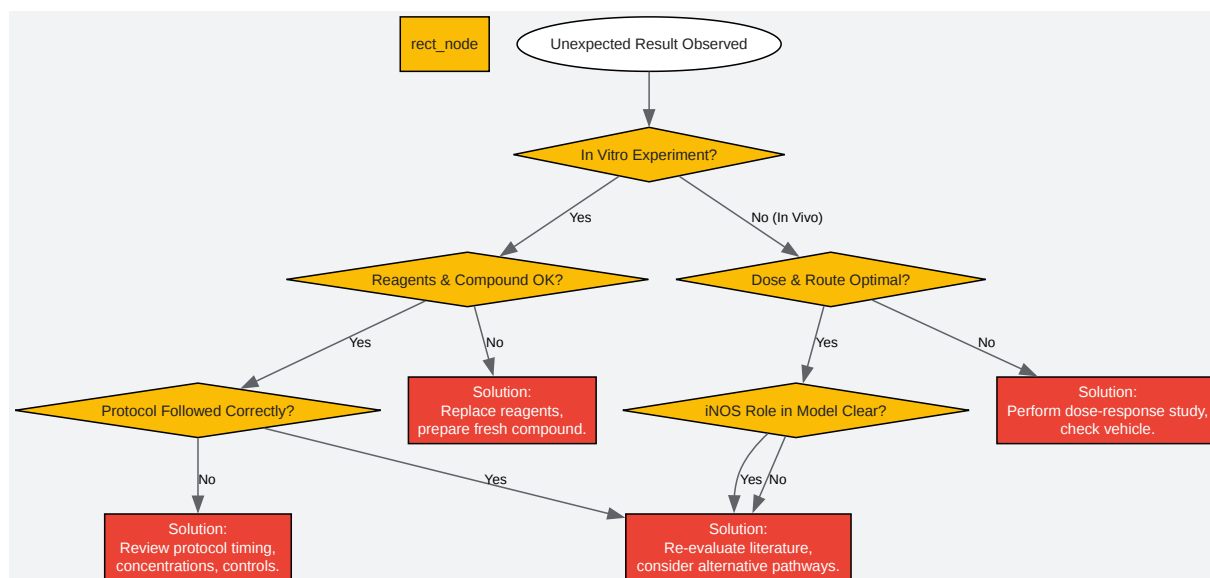 rect_node
Unexpected Result Observed
In Vitro Experiment?
Yes
No (In Vivo)
Reagents & Compound OK?
Dose & Route Optimal?
Yes
No
Yes
No
Protocol Followed Correctly?
Solution:
Replace reagents,
prepare fresh compound.
iNOS Role in Model Clear?
Solution:
Perform dose-response study,
check vehicle.
No
Yes
Yes
No
Solution:
Review protocol timing,
concentrations, controls.
Solution:
Re-evaluate literature,
consider alternative pathways.